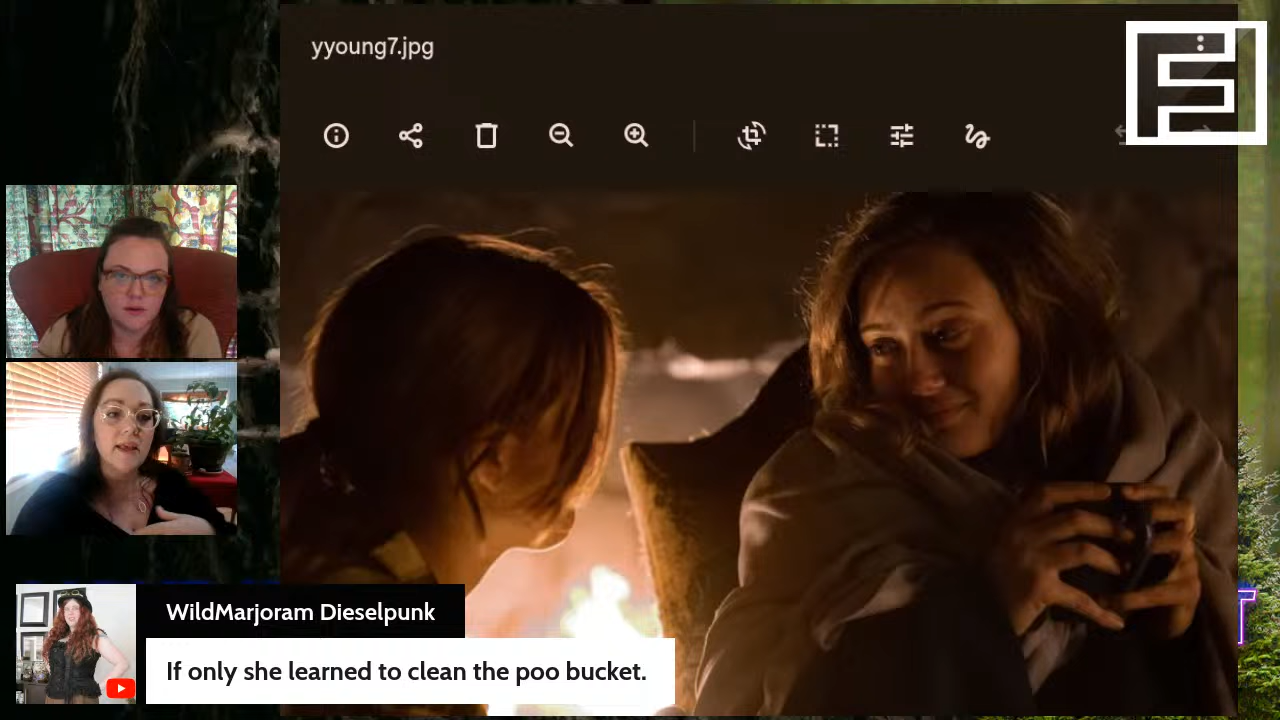 yyoung7.jpg
WildMarjoram Dieselpunk
If only she learned to clean the poo bucket.